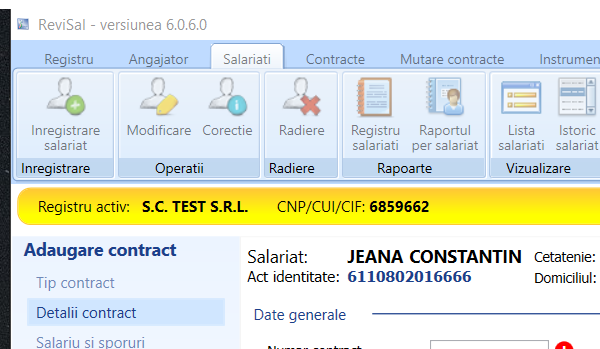 ReviSal - versiunea 6.0.6.0
Registru Angajator Salariati Contracte Mutare contracte Instrumen
Inregistrare salariat Modificare Corectie Radiere Registru salariati Raportul per salariat Lista salariati Istoric salariat
Inregistrare Operatii Radiere Rapoarte Vizualizare
Registru activ: S.C. TEST S.R.L. CNP/CUI/CIF: 6859662
Adaugare contract
Tip contract
Detalii contract
Salariu si sporuri
Salariat: JEANA CONSTANTIN Cetatenie:
Act identitate: 6110802016666 Domiciliul:
Date generale
Numar contract